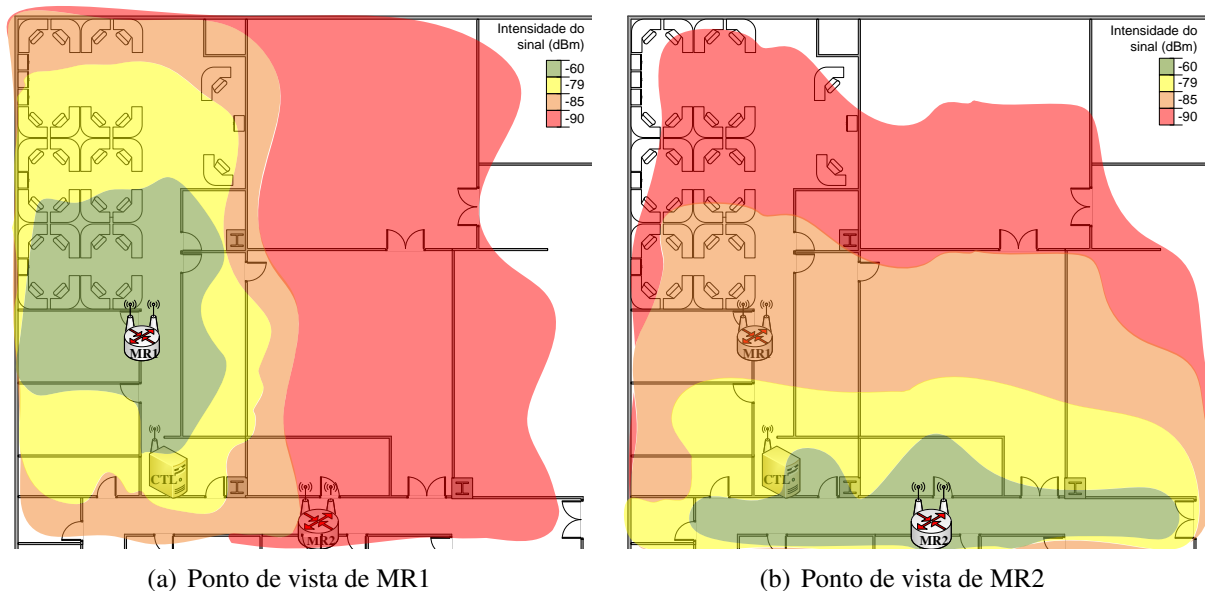 Intensidade do
sinal (dBm)
-60
-79
-85
-90
MR1
CTL
MR2
(a) Ponto de vista de MR1
Intensidade do
sinal (dBm)
-60
-79
-85
-90
MR1
CTL
MR2
(b) Ponto de vista de MR2